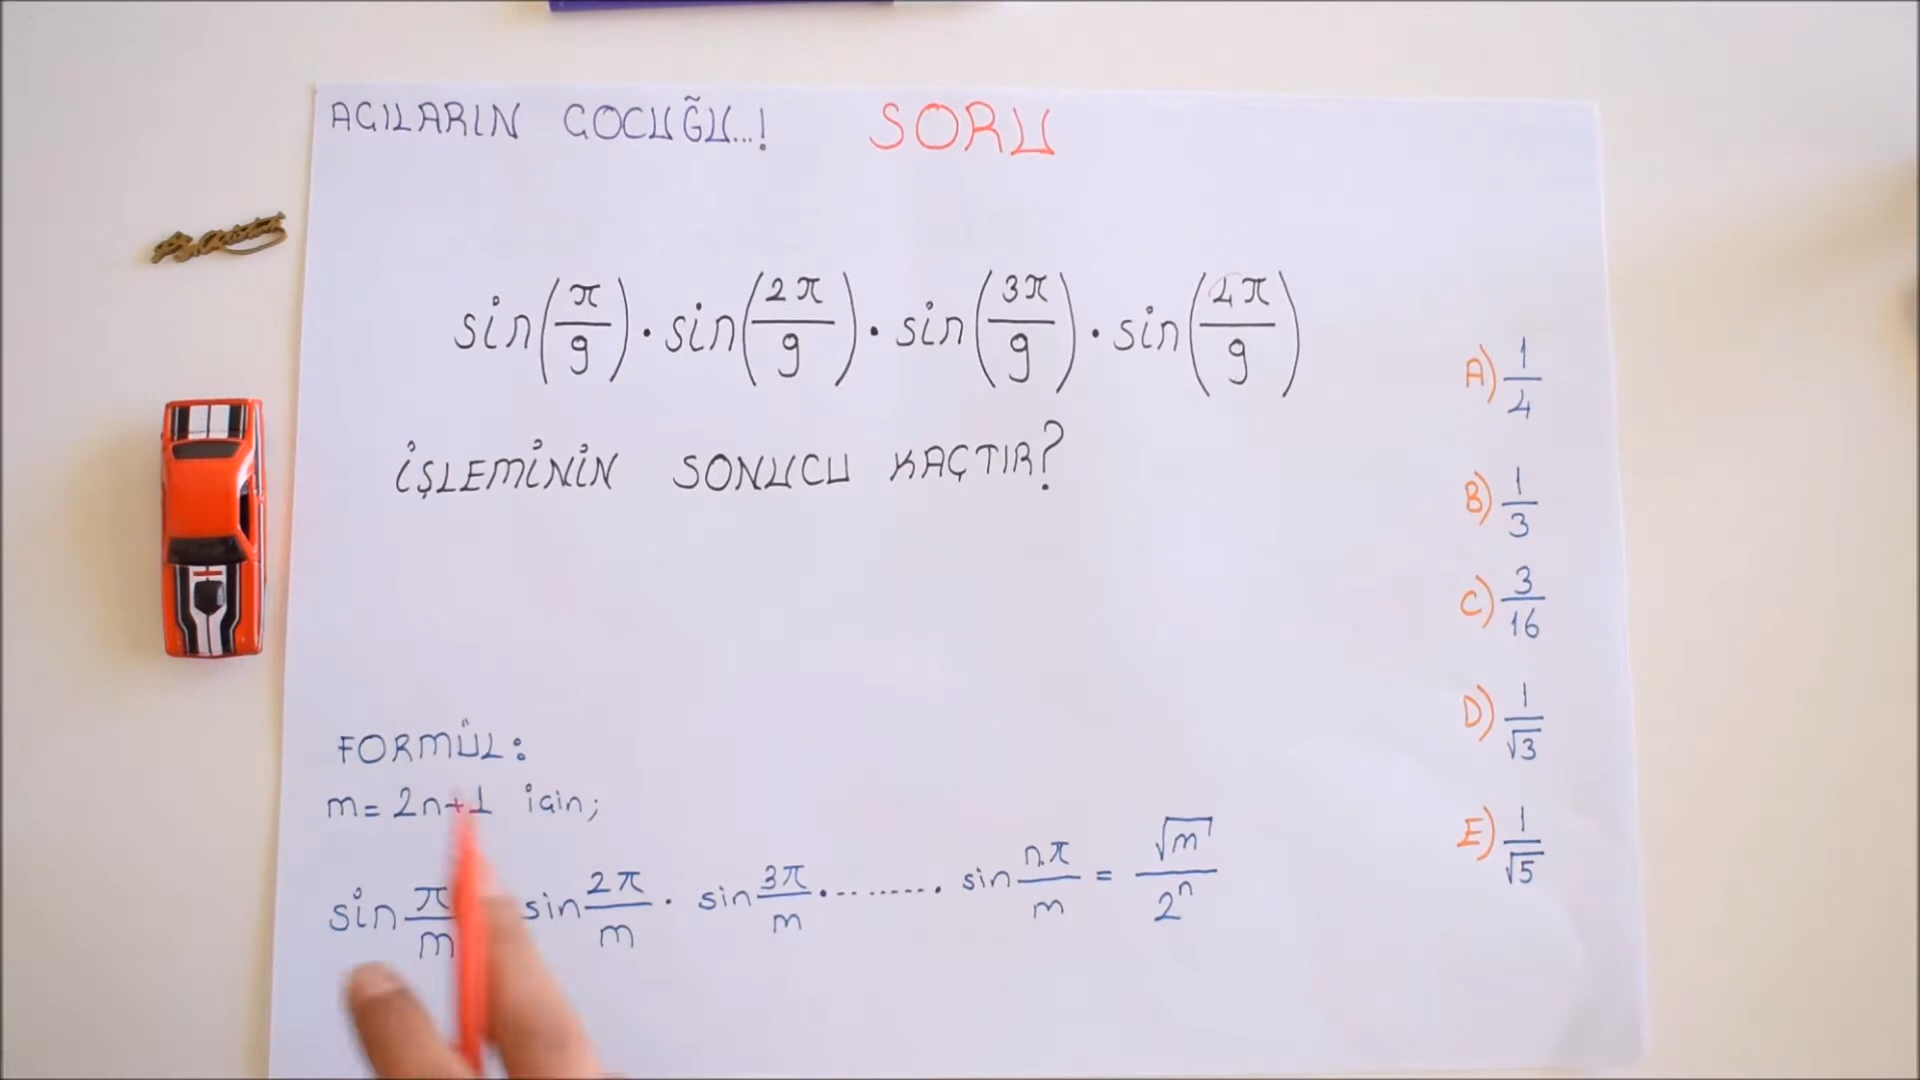 AÇILARIN ÇOCUĞU...! SORU
sin(π/9) · sin(2π/9) · sin(3π/9) · sin(4π/9)
İŞLEMİNİN SONUCU KAÇTIR?
A) 1/4
B) 1/3
C) 3/16
D) 1/√3
E) 1/√5
FORMÜL:
m = 2n+1 için;
sin π/m sin 2π/m · sin 3π/m ·........· sin n.π/m = √m/2ⁿ